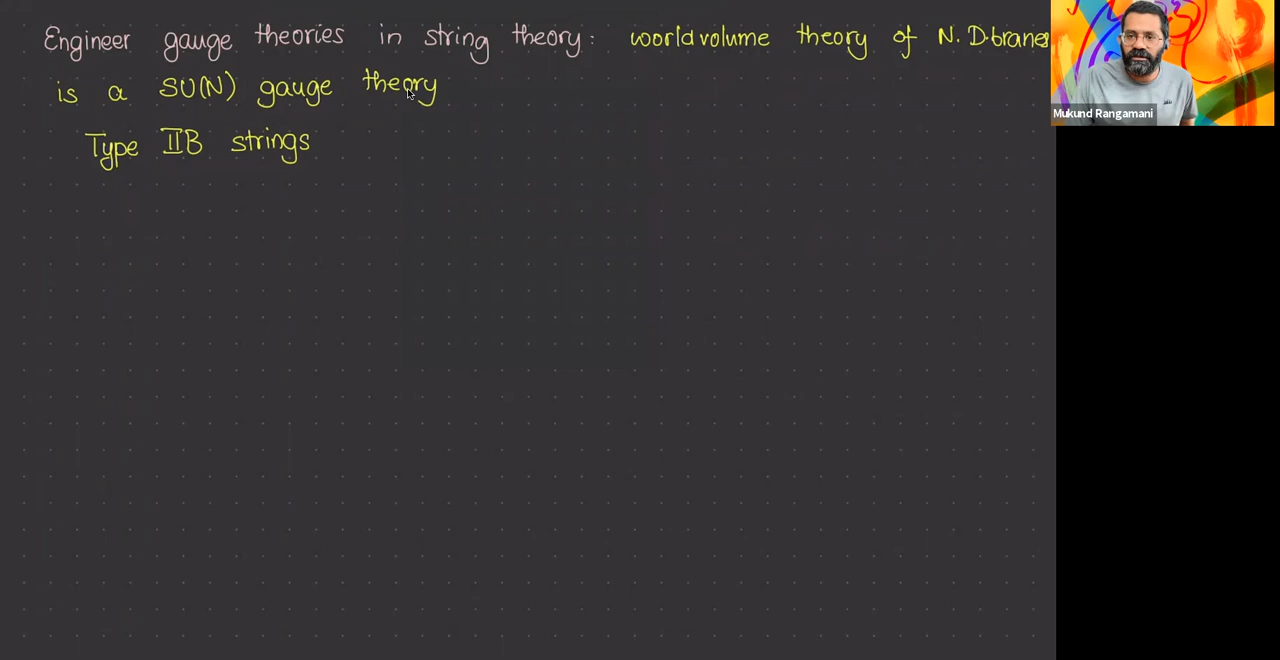 Engineer gauge theories in string theory: worldvolume theory of N. D-branes
is a SU(N) gauge theory
Type IIB strings
Mukund Rangamani